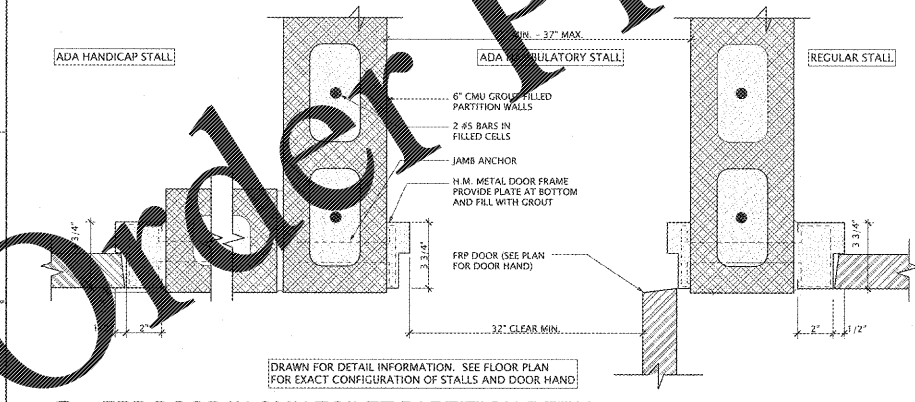 ADA HANDICAP STALL
MIN. - 37" MAX.
ADA AMBULATORY STALL
REGULAR STALL
6" CMU GROUT FILLED
PARTITION WALLS
2 #5 BARS IN
FILLED CELLS
JAMB ANCHOR
H.M. METAL DOOR FRAME
PROVIDE PLATE AT BOTTOM
AND FILL WITH GROUT
3/4"
3 3/4"
3 3/4"
FRP DOOR (SEE PLAN
FOR DOOR HAND)
2"
32" CLEAR MIN.
2"
1/2"
DRAWN FOR DETAIL INFORMATION. SEE FLOOR PLAN
FOR EXACT CONFIGURATION OF STALLS AND DOOR HAND
Order